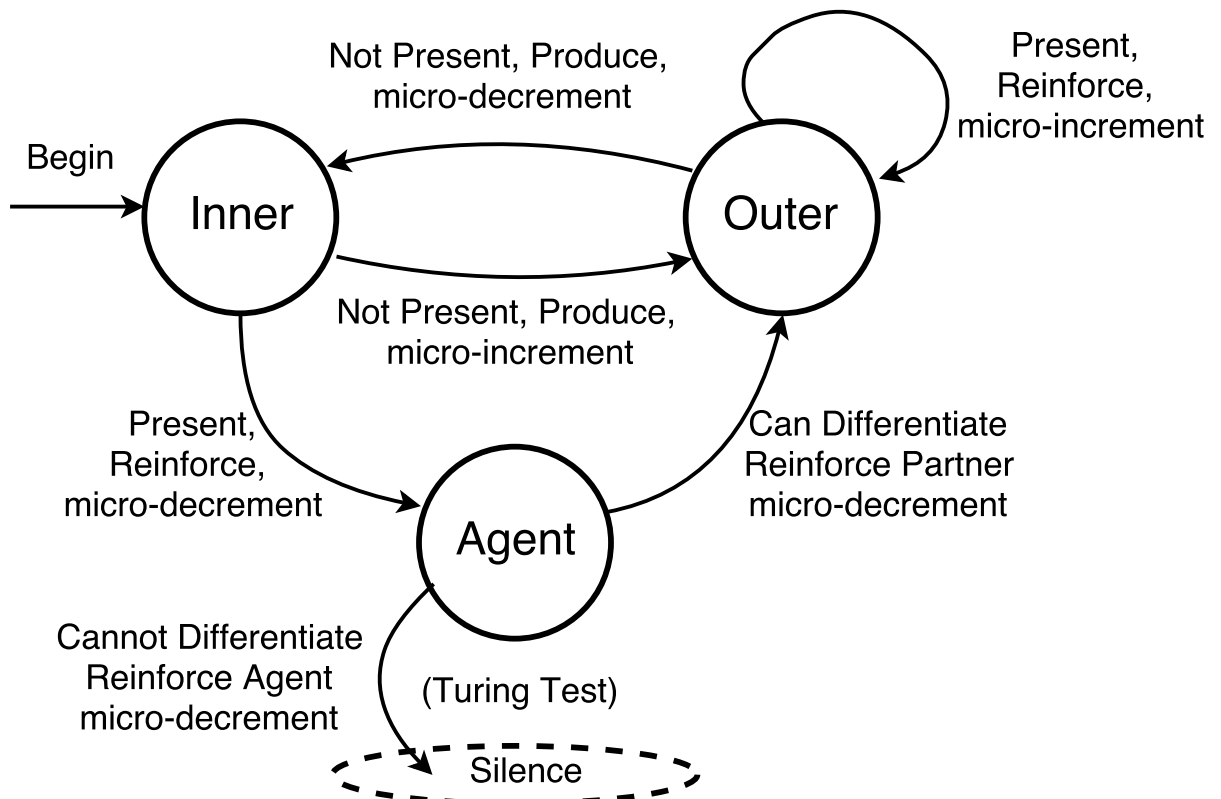 Not Present, Produce,
micro-decrement
Present,
Reinforce,
micro-increment
Begin
Inner
Outer
Not Present, Produce,
micro-increment
Present,
Reinforce,
micro-decrement
Can Differentiate
Reinforce Partner
micro-decrement
Agent
Cannot Differentiate
Reinforce Agent
micro-decrement
(Turing Test)
Silence